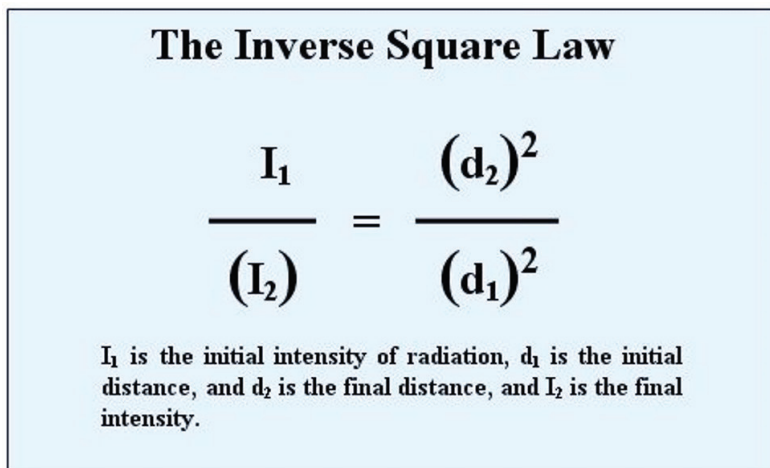 The Inverse Square Law
I₁ (d₂)²
=
(I₂) (d₁)²
I₁ is the initial intensity of radiation, d₁ is the initial
distance, and d₂ is the final distance, and I₂ is the final
intensity.